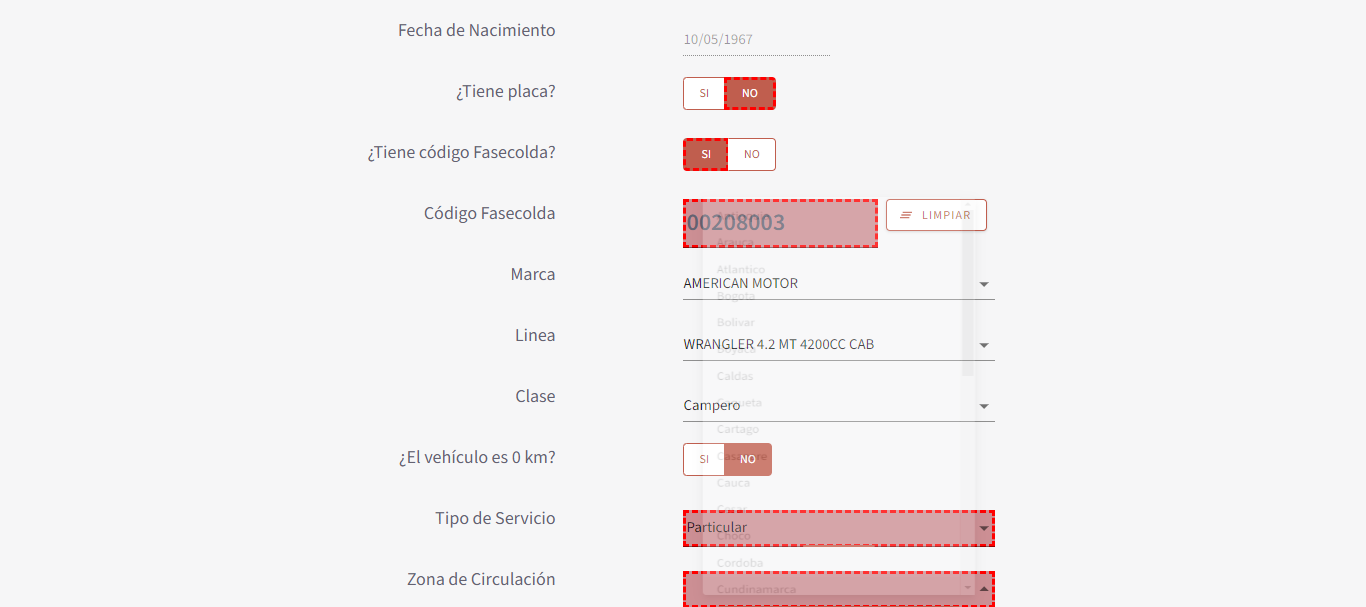 Fecha de Nacimiento
10/05/1967
¿Tiene placa?
SI NO
¿Tiene código Fasecolda?
SI NO
Código Fasecolda
00208003
LIMPIAR
Arauca
Atlantico
Marca
AMERICAN MOTOR
Bogota
Bolivar
Linea
WRANGLER 4.2 MT 4200CC CAB
Caldas
Clase
Campero
Cartago
¿El vehículo es 0 km?
SI NO
Casanare
Cauca
Tipo de Servicio
Particular
Choco
Cordoba
Zona de Circulación
Cundinamarca